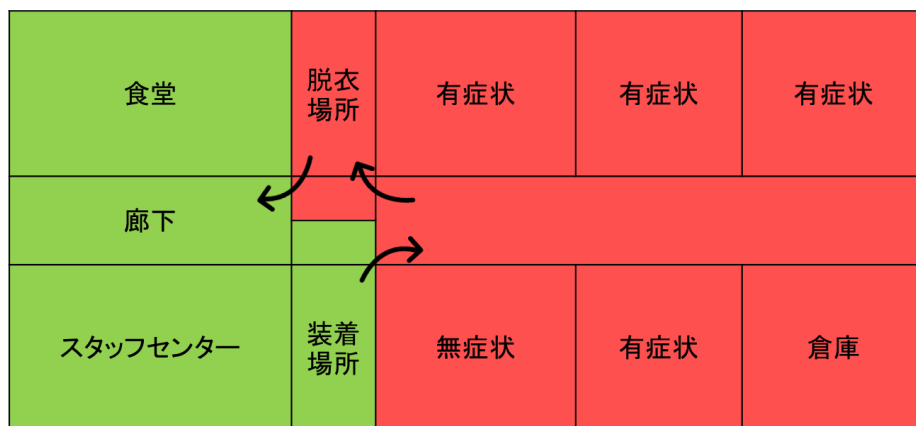 食堂
脱衣
場所
有症状
有症状
有症状
廊下
スタッフセンター
装着
場所
無症状
有症状
倉庫